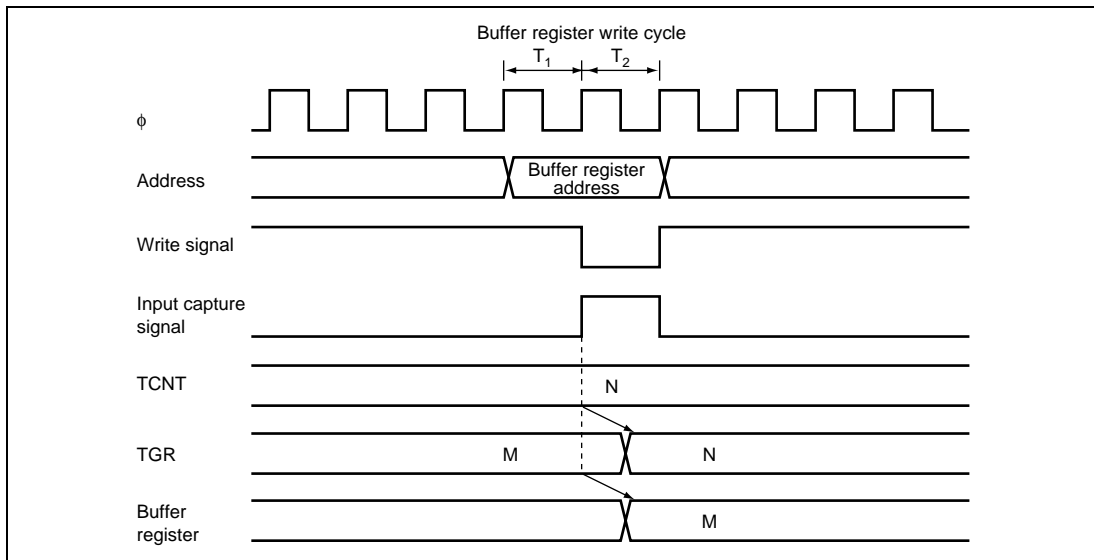 Buffer register write cycle
T1 T2
ϕ
Address
Buffer register
address
Write signal
Input capture
signal
TCNT
N
TGR
M N
Buffer
register
M